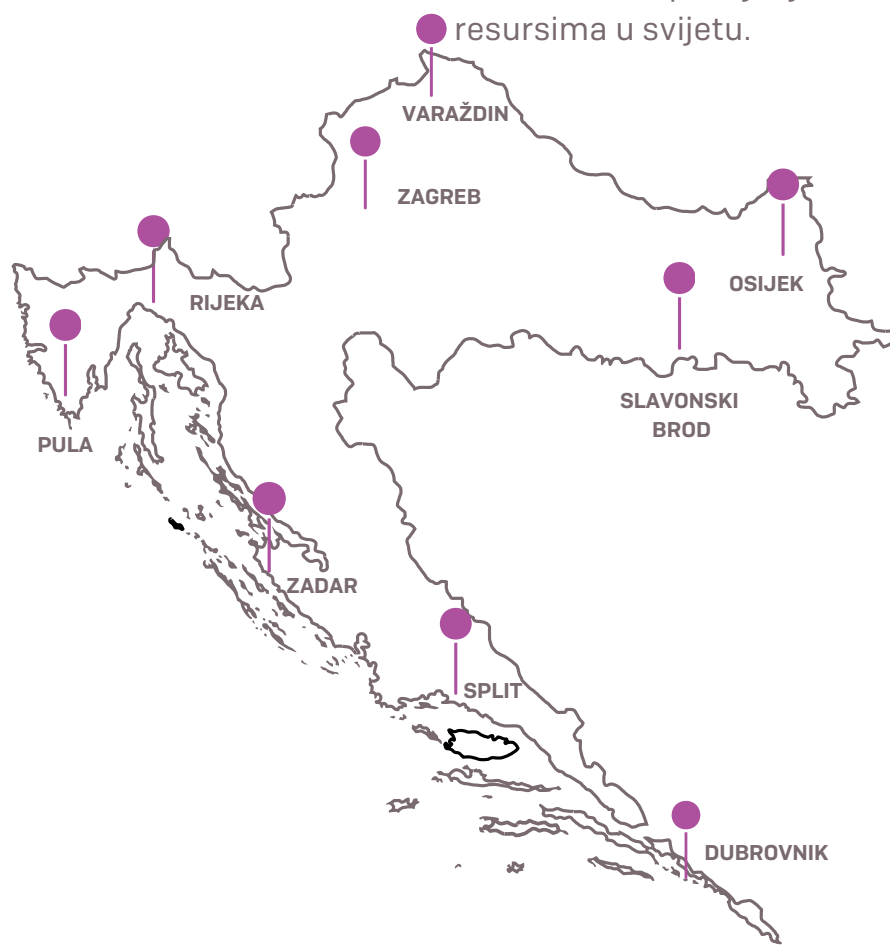 resursima u svijetu.
VARAŽDIN
ZAGREB
OSIJEK
RIJEKA
SLAVONSKI
BROD
PULA
ZADAR
SPLIT
DUBROVNIK